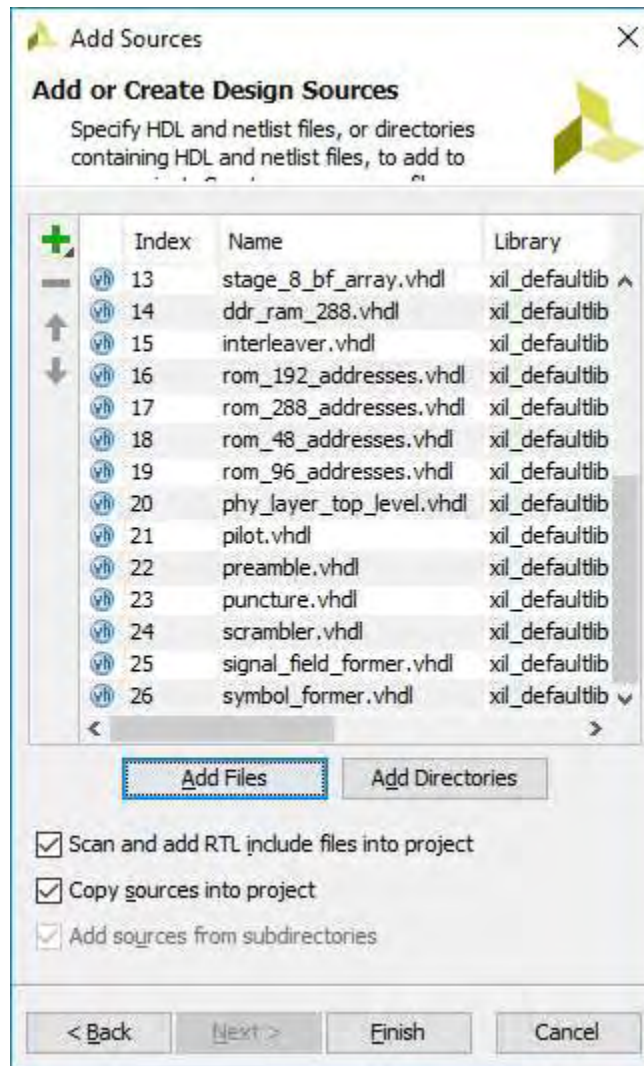 Add Sources
Add or Create Design Sources
Specify HDL and netlist files, or directories
containing HDL and netlist files, to add to
Index Name Library
13 stage_8_bf_array.vhdl xil_defaultlib
14 ddr_ram_288.vhdl xil_defaultlib
15 interleaver.vhdl xil_defaultlib
16 rom_192_addresses.vhdl xil_defaultlib
17 rom_288_addresses.vhdl xil_defaultlib
18 rom_48_addresses.vhdl xil_defaultlib
19 rom_96_addresses.vhdl xil_defaultlib
20 phy_layer_top_level.vhdl xil_defaultlib
21 pilot.vhdl xil_defaultlib
22 preamble.vhdl xil_defaultlib
23 puncture.vhdl xil_defaultlib
24 scrambler.vhdl xil_defaultlib
25 signal_field_former.vhdl xil_defaultlib
26 symbol_former.vhdl xil_defaultlib
Add Files Add Directories
Scan and add RTL include files into project
Copy sources into project
Add sources from subdirectories
< Back Next > Finish Cancel